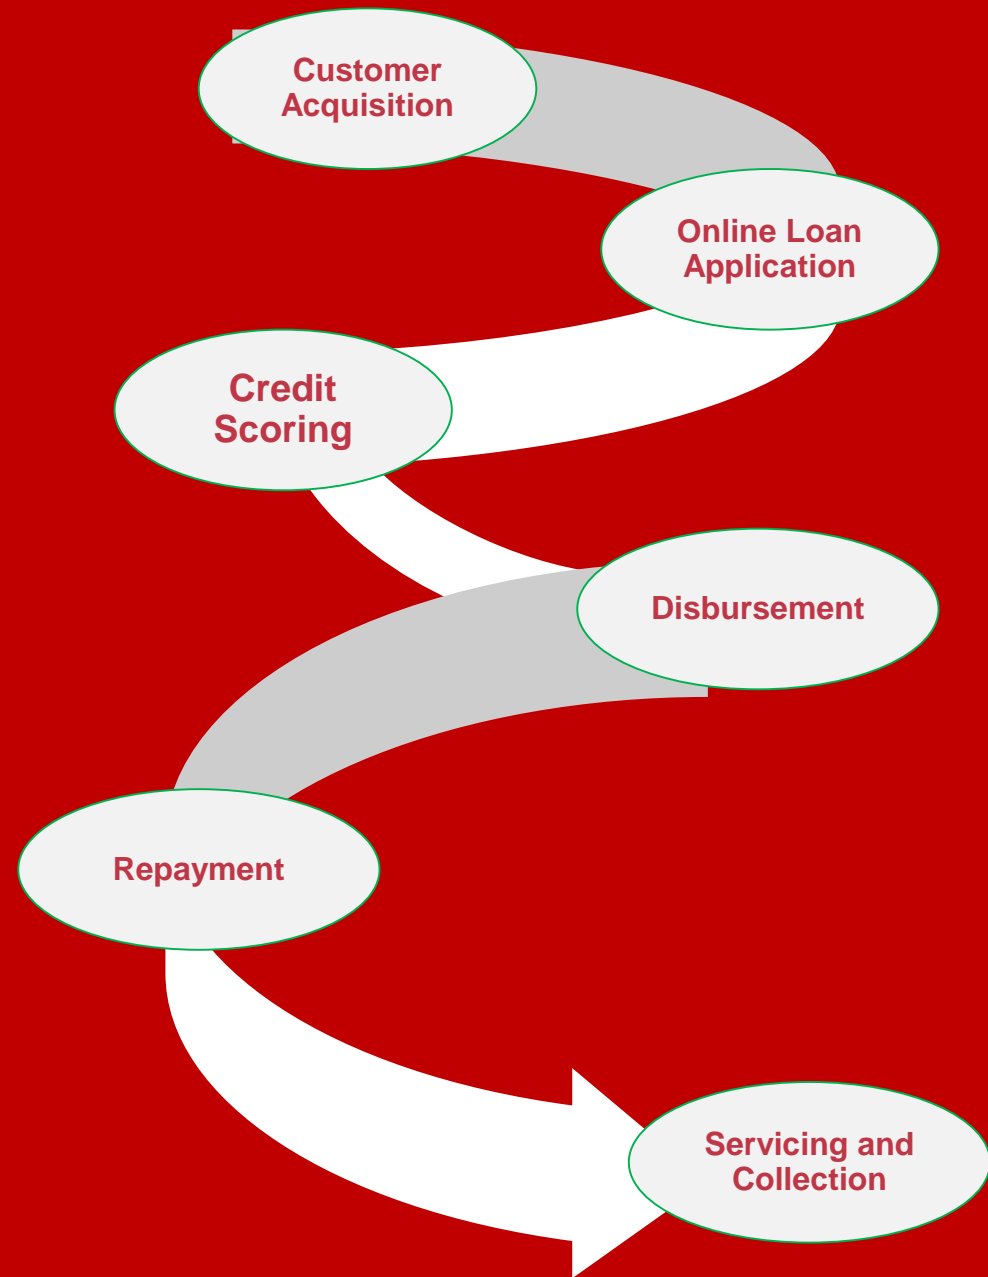 Customer
Acquisition
Online Loan
Application
Credit
Scoring
Disbursement
Repayment
Servicing and
Collection